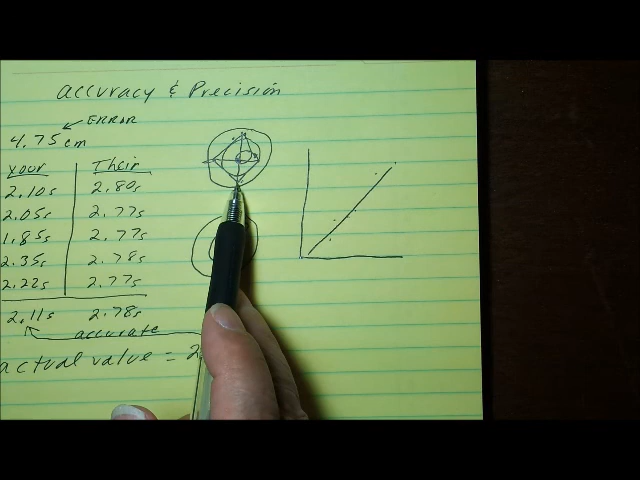 accuracy & Precision
ERROR
4.75 cm
your Their
2.10s 2.80s
2.05s 2.77s
1.85s 2.77s
2.35s 2.78s
2.22s 2.77s
2.11s 2.78s
accurate
actual value = 2